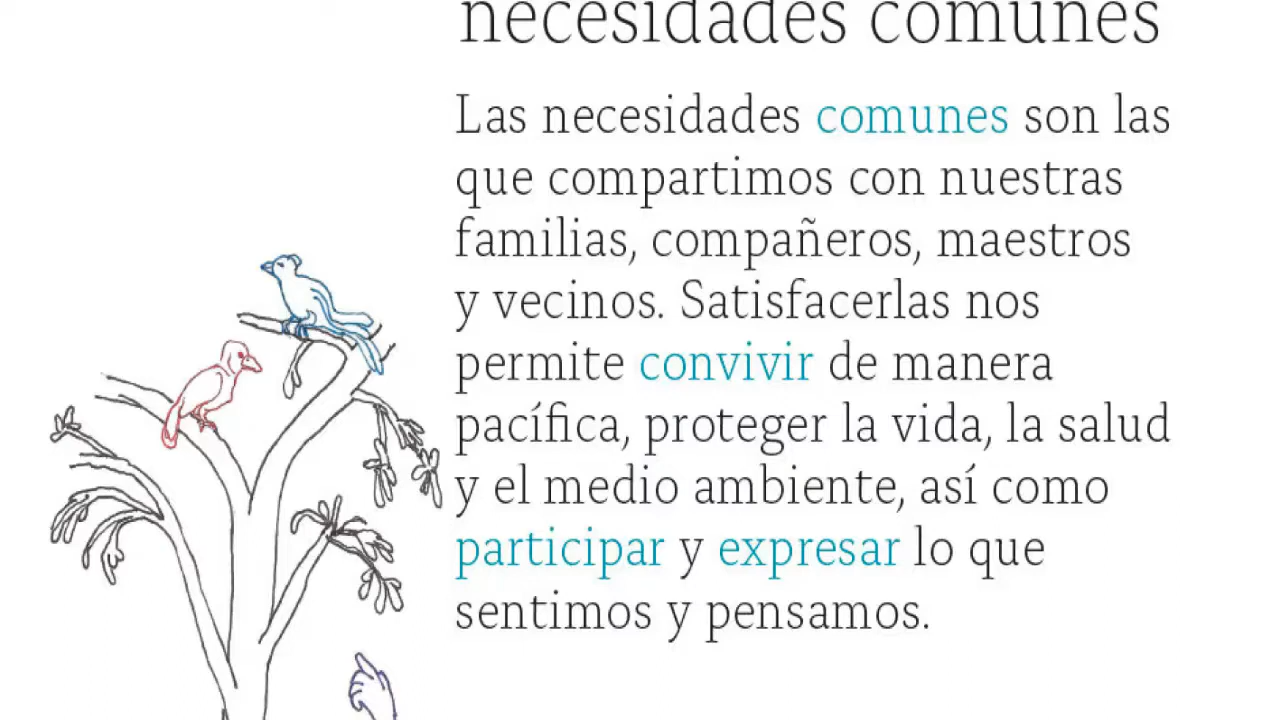 necesidades comunes
Las necesidades comunes son las
que compartimos con nuestras
familias, compañeros, maestros
y vecinos. Satisfacerlas nos
permite convivir de manera
pacífica, proteger la vida, la salud
y el medio ambiente, así como
participar y expresar lo que
sentimos y pensamos.